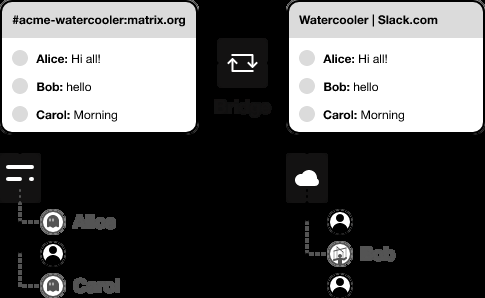 #acme-watercooler:matrix.org
Alice: Hi all!
Bob: hello
Carol: Morning
Bridge
Watercooler | Slack.com
Alice: Hi all!
Bob: hello
Carol: Morning
Alice
Carol
Bob